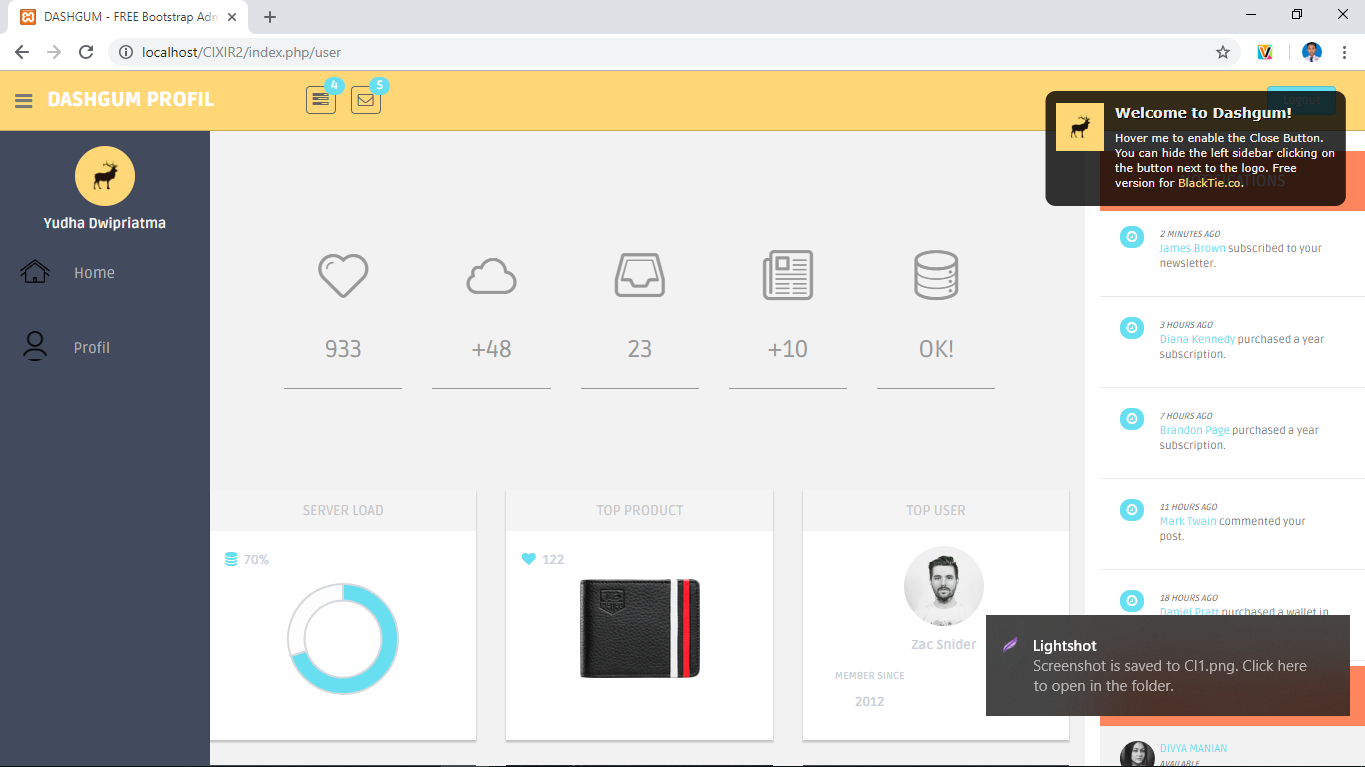 DASHGUM - FREE Bootstrap Adm
localhost/CIXIR2/index.php/user
DASHGUM PROFIL
4
5
Logout
Welcome to Dashgum!
Hover me to enable the Close Button.
You can hide the left sidebar clicking on
the button next to the logo. Free
version for BlackTie.co.
Yudha Dwipriatma
Home
Profil
933
+48
23
+10
OK!
SERVER LOAD
70%
TOP PRODUCT
122
TOP USER
Zac Snider
MEMBER SINCE
2012
NOTIFICATIONS
2 MINUTES AGO
James Brown subscribed to your
newsletter.
3 HOURS AGO
Diana Kennedy purchased a year
subscription.
7 HOURS AGO
Brandon Page purchased a year
subscription.
11 HOURS AGO
Mark Twain commented your
post.
18 HOURS AGO
Daniel Pratt purchased a wallet in
Lightshot
Screenshot is saved to CI1.png. Click here
to open in the folder.
DIVYA MANIAN
AVAILABLE